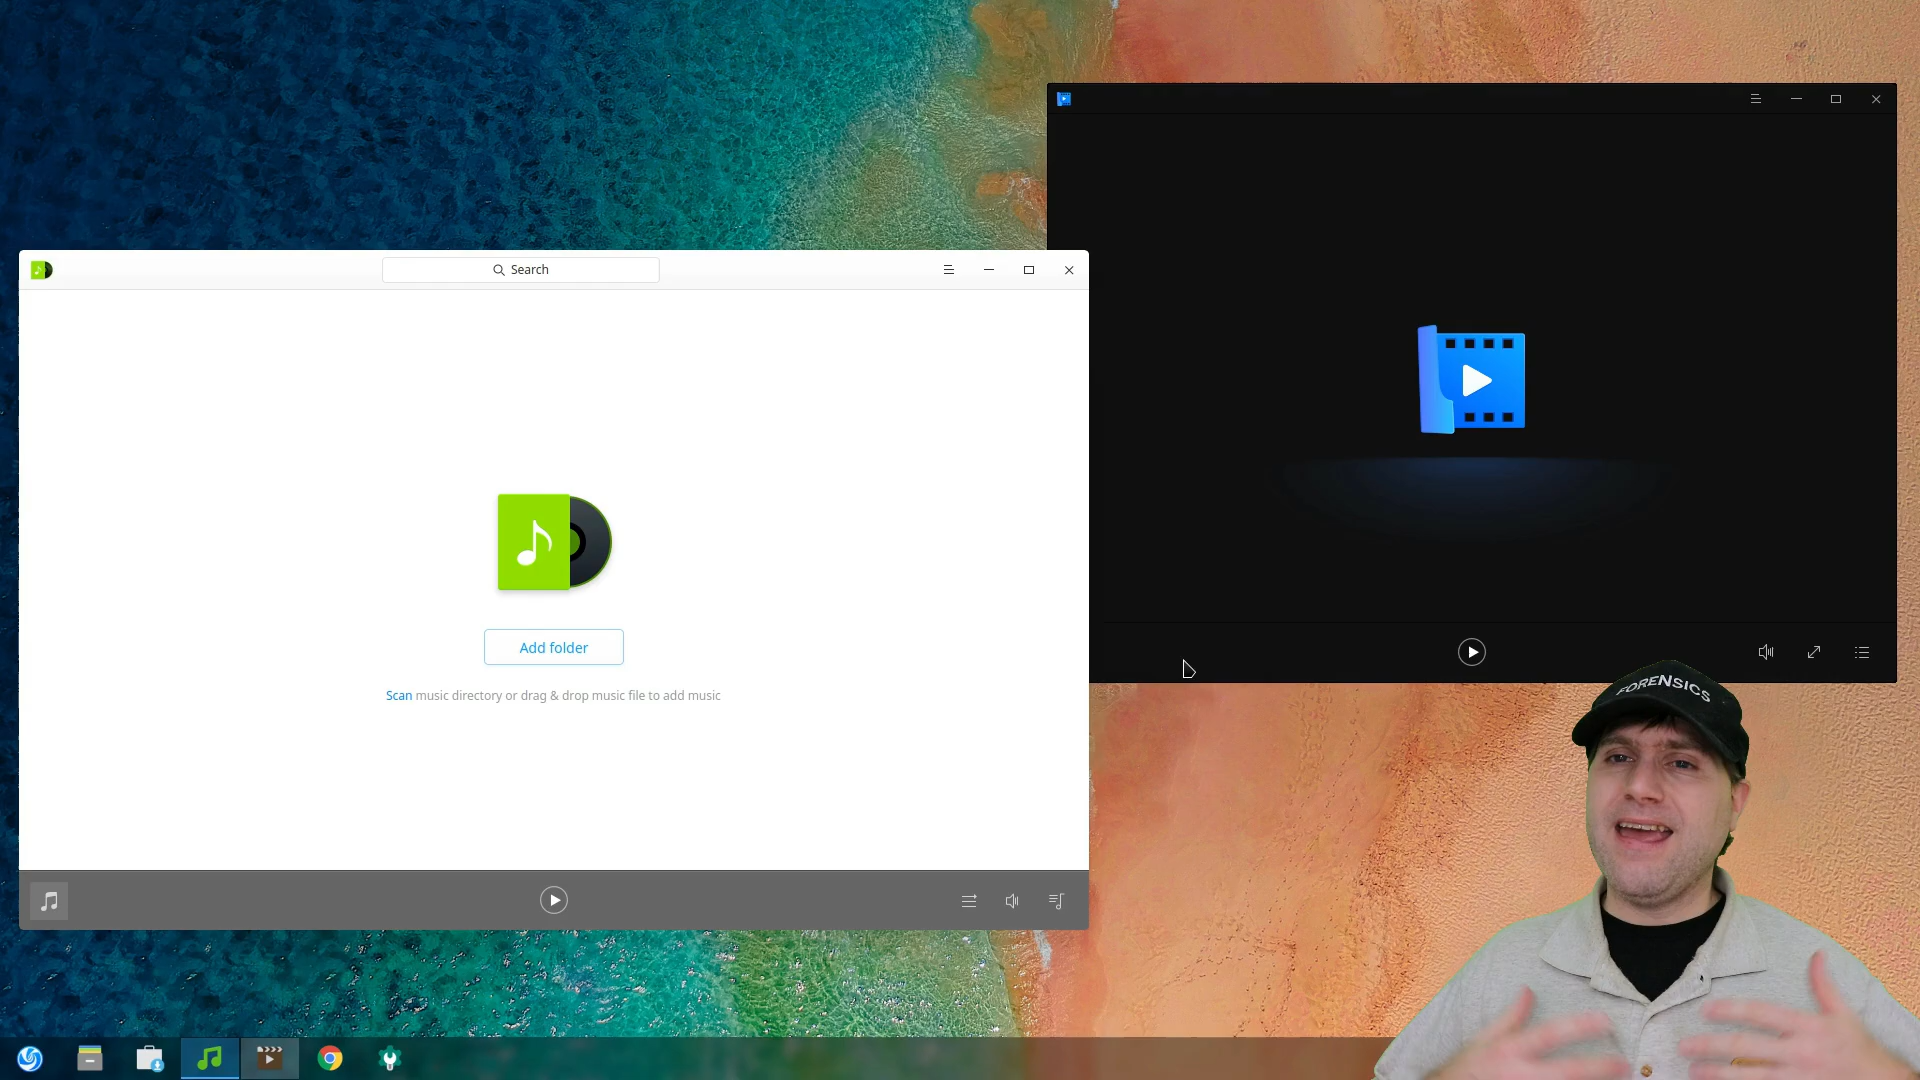 Search
Add folder
Scan music directory or drag & drop music file to add music
FORENSICS